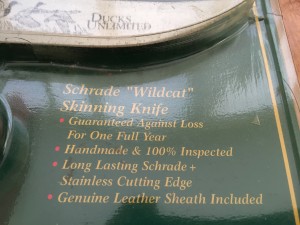 DUCKS
UNLIMITED
Schrade "Wildcat"
Skinning Knife
• Guaranteed Against Loss
For One Full Year
• Handmade & 100% Inspected
• Long Lasting Schrade+
Stainless Cutting Edge
• Genuine Leather Sheath Included